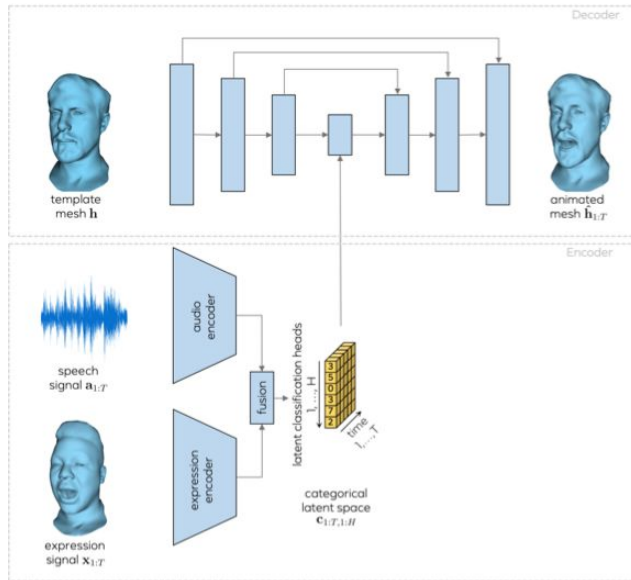 Decoder
template
mesh h
animated
mesh ĥ₁:T
Encoder
speech
signal a₁:T
audio
encoder
expression
signal x₁:T
expression
encoder
fusion
latent classification heads
1, ..., H
3
5
0
3
7
2
time
1, ..., T
categorical
latent space
c₁:T,1:H